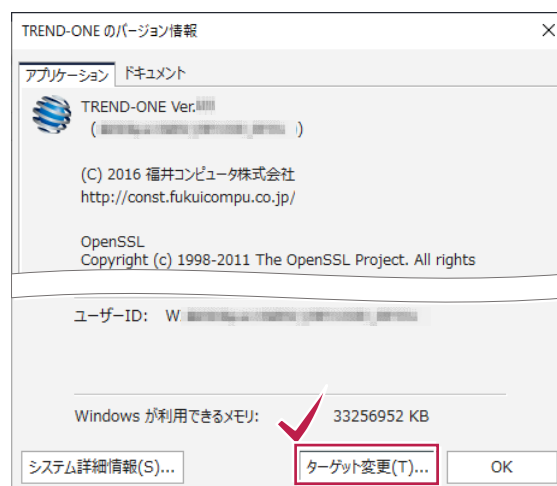 TREND-ONE のバージョン情報
アプリケーション ドキュメント
TREND-ONE Ver.
( )
(C) 2016 福井コンピュータ株式会社
http://const.fukuicompu.co.jp/
OpenSSL
Copyright (c) 1998-2011 The OpenSSL Project. All rights
ユーザーID: W
Windows が利用できるメモリ: 33256952 KB
システム詳細情報(S)... ターゲット変更(T)... OK